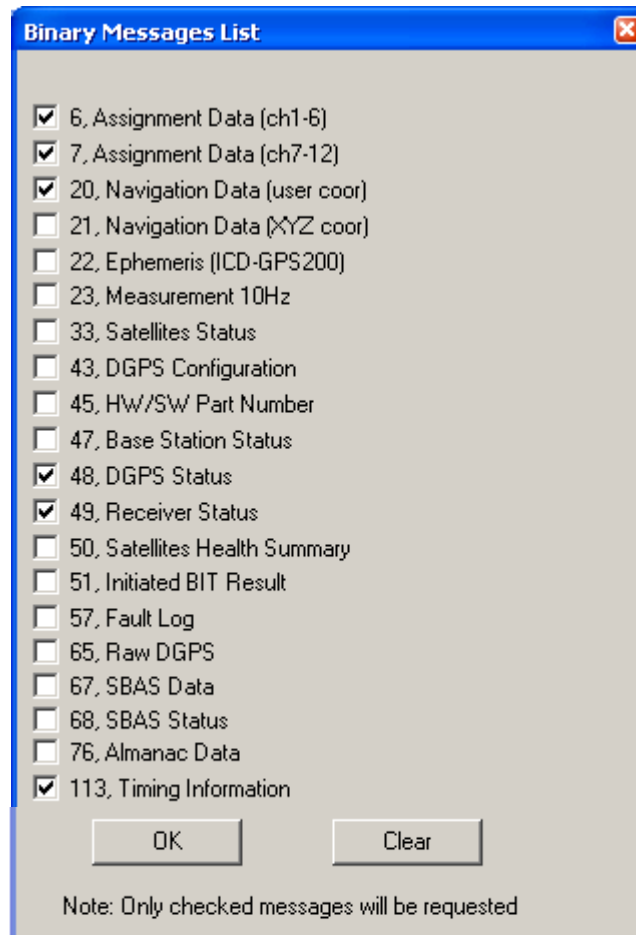 Binary Messages List
6, Assignment Data (ch1-6)
7, Assignment Data (ch7-12)
20, Navigation Data (user coor)
21, Navigation Data (XYZ coor)
22, Ephemeris (ICD-GPS200)
23, Measurement 10Hz
33, Satellites Status
43, DGPS Configuration
45, HW/SW Part Number
47, Base Station Status
48, DGPS Status
49, Receiver Status
50, Satellites Health Summary
51, Initiated BIT Result
57, Fault Log
65, Raw DGPS
67, SBAS Data
68, SBAS Status
76, Almanac Data
113, Timing Information
OK Clear
Note: Only checked messages will be requested